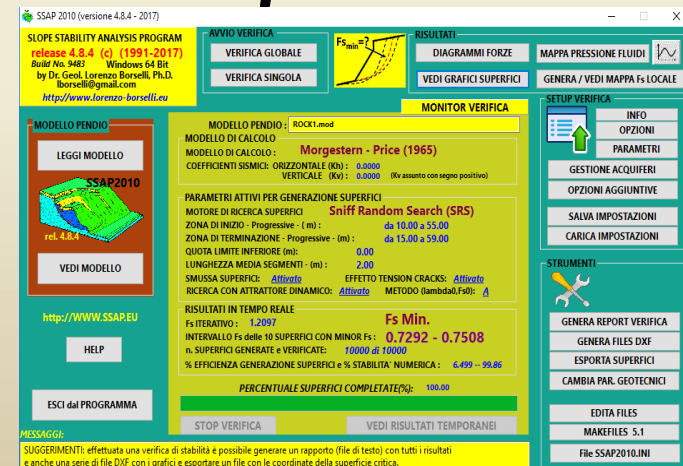 SSAP 2010 (versione 4.8.4 - 2017)
SLOPE STABILITY ANALYSIS PROGRAM
release 4.8.4 (c) (1991-2017)
Build No. 9483 Windows 64 Bit
by Dr. Geol. Lorenzo Borselli, Ph.D.
lborselli@gmail.com
http://www.lorenzo-borselli.eu
AVVIO VERIFICA
VERIFICA GLOBALE
VERIFICA SINGOLA
Fsmin=?
RISULTATI
DIAGRAMMI FORZE
MAPPA PRESSIONE FLUIDI
VEDI GRAFICI SUPERFICI
GENERA / VEDI MAPPA Fs LOCALE
MODELLO PENDIO
LEGGI MODELLO
SSAP2010
rel. 4.8.4
VEDI MODELLO
http://WWW.SSAP.EU
HELP
ESCI dal PROGRAMMA
MONITOR VERIFICA
MODELLO PENDIO : ROCK1.mod
MODELLO DI CALCOLO
MODELLO DI CALCOLO : Morgestern - Price (1965)
COEFFICIENTI SISMICI: ORIZZONTALE (Kh) : 0.0000
VERTICALE (Kv) : 0.0000 (Kv assunto con segno positivo)
PARAMETRI ATTIVI PER GENERAZIONE SUPERFICI
MOTORE DI RICERCA SUPERFICI Sniff Random Search (SRS)
ZONA DI INIZIO - Progressive - ( m) : da 10.00 a 55.00
ZONA DI TERMINAZIONE - Progressive - (m) : da 15.00 a 59.00
QUOTA LIMITE INFERIORE (m): 0.00
LUNGHEZZA MEDIA SEGMENTI - (m) : 2.00
SMUSSA SUPERFICI: Attivato EFFETTO TENSION CRACKS: Attivato
RICERCA CON ATTRATTORE DINAMICO: Attivato METODO (lambda0,Fs0): A
RISULTATI IN TEMPO REALE
Fs ITERATIVO : 1.2097 Fs Min.
INTERVALLO Fs delle 10 SUPERFICI CON MINOR Fs : 0.7292 - 0.7508
n. SUPERFICI GENERATE e VERIFICATE: 10000 di 10000
% EFFICIENZA GENERAZIONE SUPERFICI e % STABILITA' NUMERICA : 6.499 -- 99.86
PERCENTUALE SUPERFICI COMPLETATE(%): 100.00
STOP VERIFICA
VEDI RISULTATI TEMPORANEI
SETUP VERIFICA
INFO
OPZIONI
PARAMETRI
GESTIONE ACQUIFERI
OPZIONI AGGIUNTIVE
SALVA IMPOSTAZIONI
CARICA IMPOSTAZIONI
STRUMENTI
GENERA REPORT VERIFICA
GENERA FILES DXF
ESPORTA SUPERFICI
CAMBIA PAR. GEOTECNICI
EDITA FILES
MAKEFILES 5.1
File SSAP2010.INI
MESSAGGI:
SUGGERIMENTI: effettuata una verifica di stabilità è possibile generare un rapporto (file di testo) con tutti i risultati
e anche una serie di file DXF con i grafici e esportare un file con le coordinate della superficie critica.